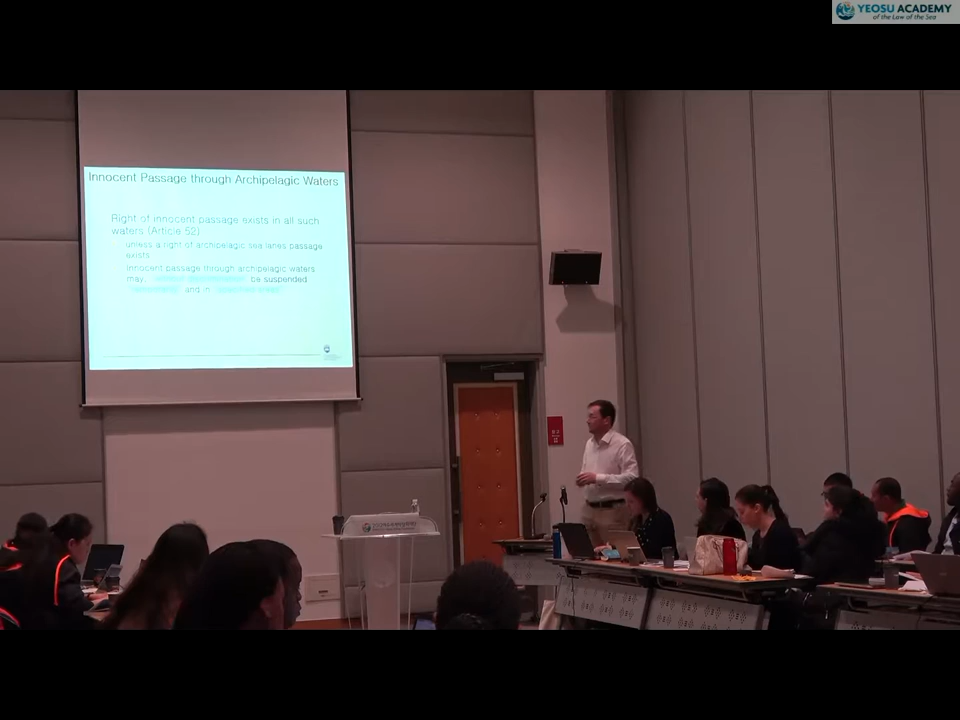 YEOSU ACADEMY
of the Law of the Sea
Innocent Passage through Archipelagic Waters
Right of innocent passage exists in all such
waters (Article 52)
unless a right of archipelagic sea lanes passage
exists
Innocent passage through archipelagic waters
may, be suspended
and in